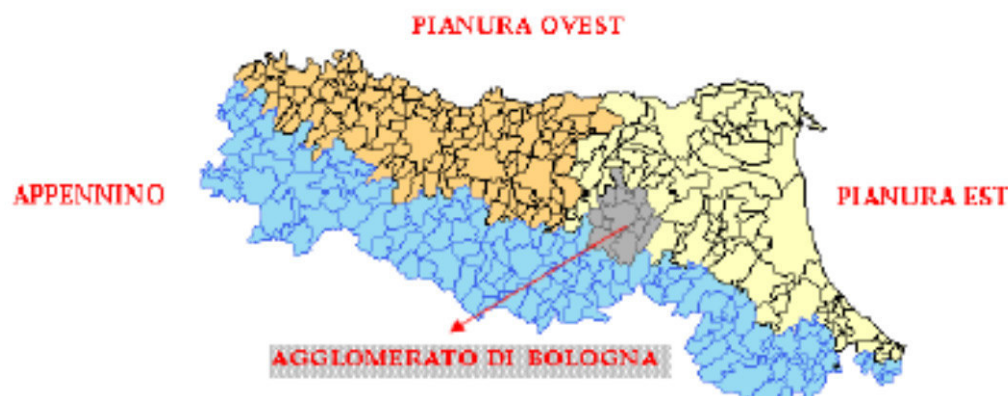 PIANURA OVEST
APPENNINO
PIANURA EST
AGGLOMERATO DI BOLOGNA